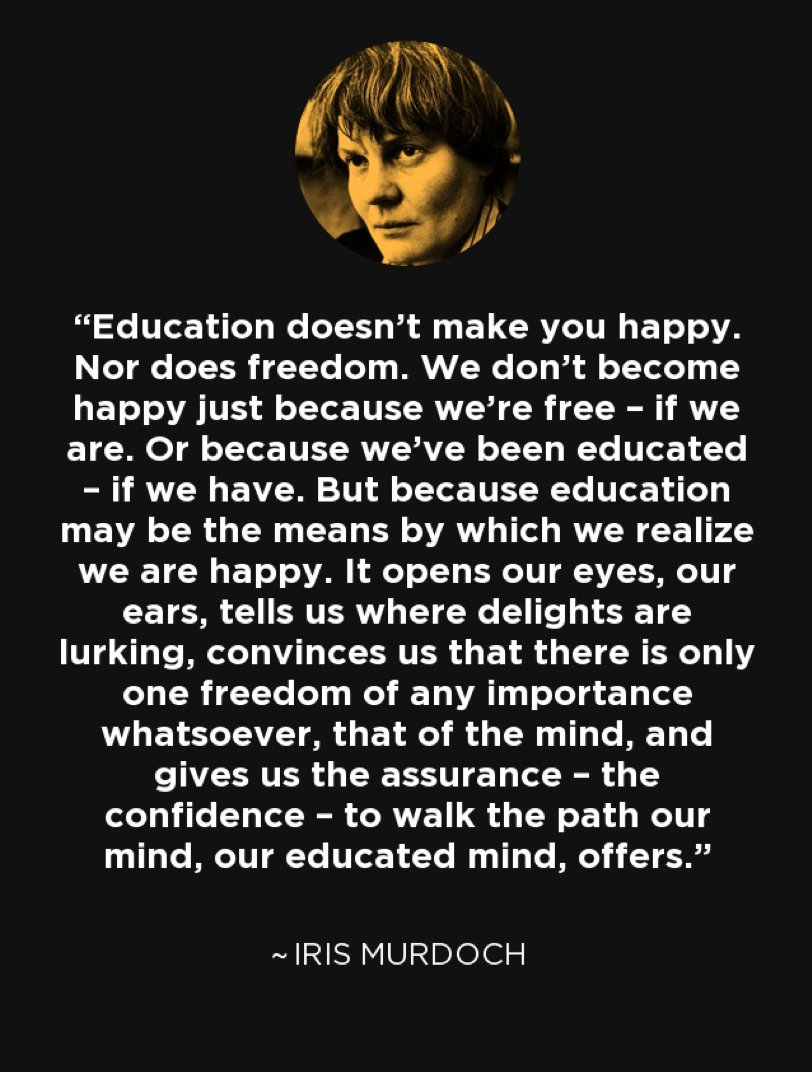 “Education doesn’t make you happy.
Nor does freedom. We don’t become
happy just because we’re free – if we
are. Or because we’ve been educated
– if we have. But because education
may be the means by which we realize
we are happy. It opens our eyes, our
ears, tells us where delights are
lurking, convinces us that there is only
one freedom of any importance
whatsoever, that of the mind, and
gives us the assurance – the
confidence – to walk the path our
mind, our educated mind, offers.”
~ IRIS MURDOCH